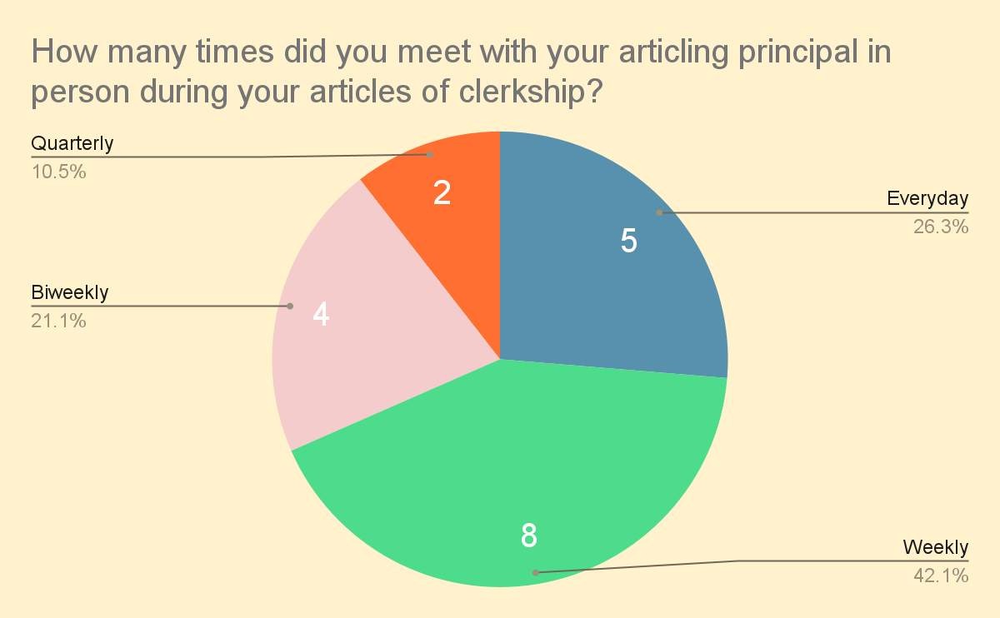 How many times did you meet with your articling principal in
person during your articles of clerkship?
Quarterly
10.5%
2
Everyday
26.3%
5
Biweekly
21.1%
4
8
Weekly
42.1%